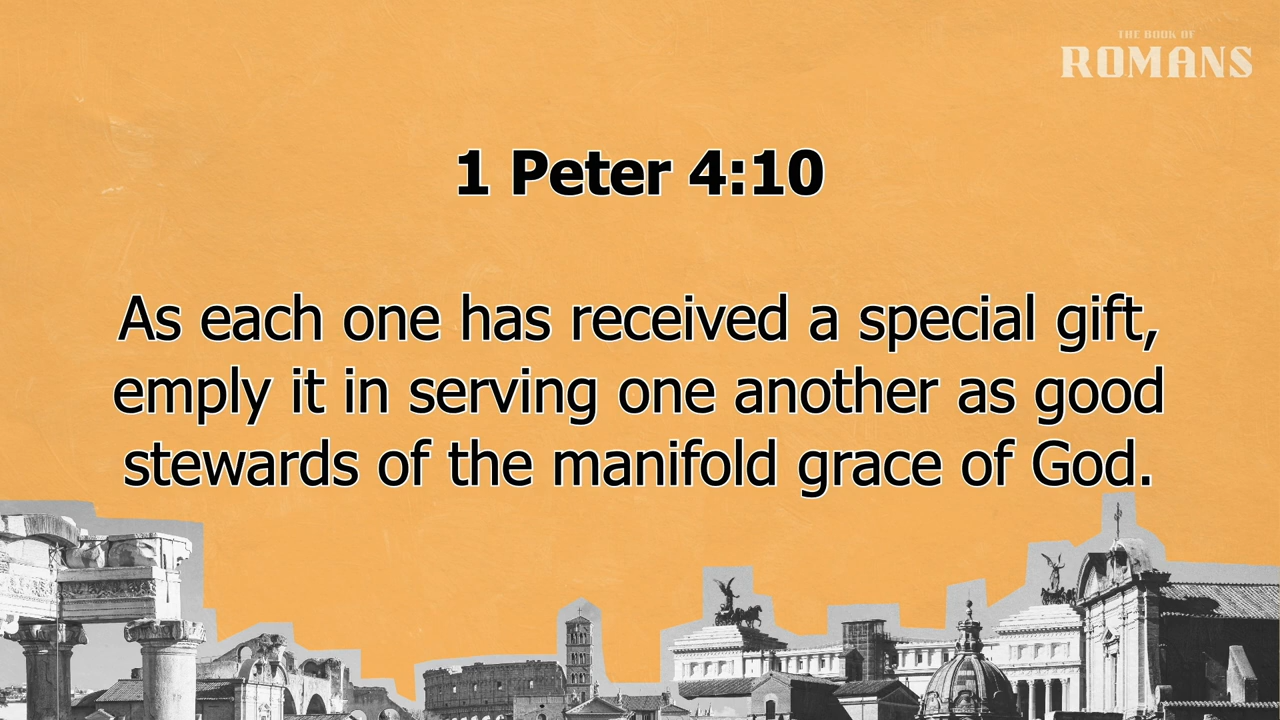 THE BOOK OF
ROMANS
1 Peter 4:10
As each one has received a special gift,
emply it in serving one another as good
stewards of the manifold grace of God.